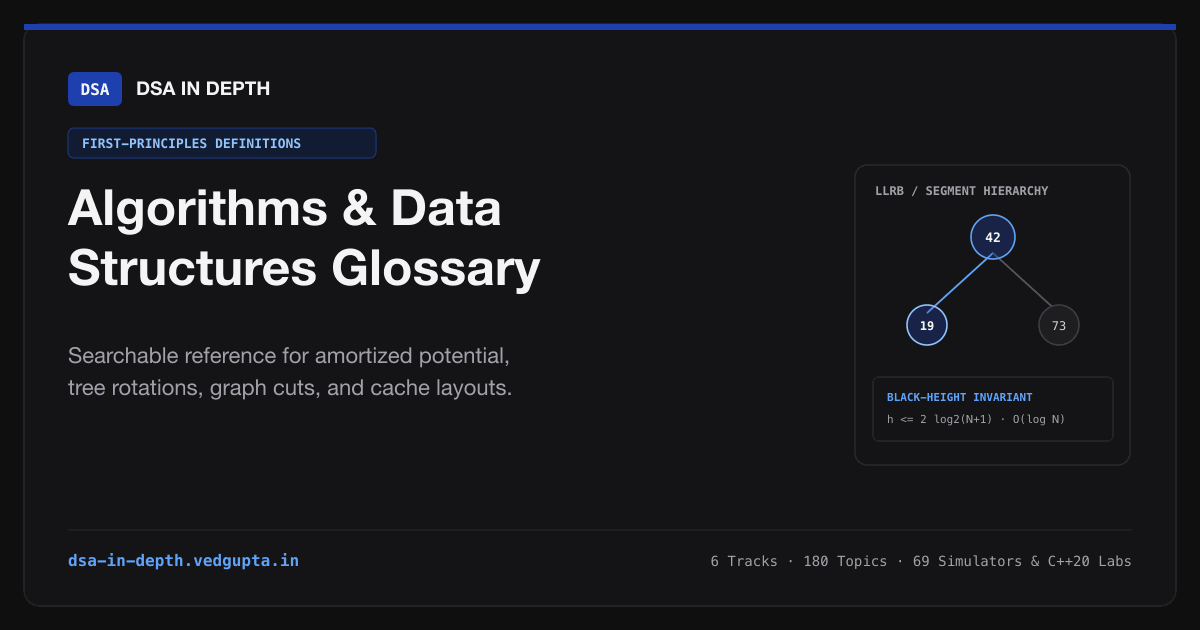 DSA DSA IN DEPTH
FIRST-PRINCIPLES DEFINITIONS
Algorithms & Data
Structures Glossary
Searchable reference for amortized potential,
tree rotations, graph cuts, and cache layouts.
LLRB / SEGMENT HIERARCHY
42
19 73
BLACK-HEIGHT INVARIANT
h <= 2 log2(N+1) · O(log N)
dsa-in-depth.vedgupta.in
6 Tracks · 180 Topics · 69 Simulators & C++20 Labs